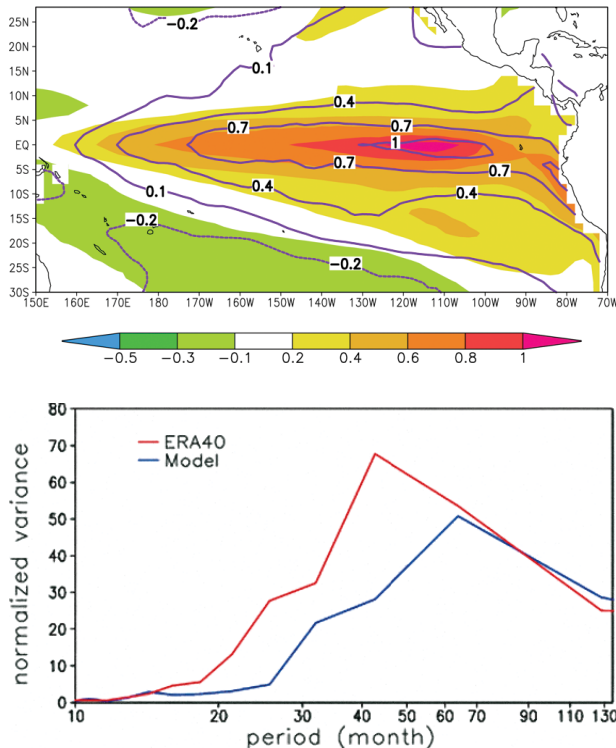 25N
20N
15N
10N
5N
EQ
5S
10S
15S
20S
25S
30S
-0.2
0.1
0.4
0.7
0.7
1
0.7
0.7
0.1
0.4
0.4
-0.2
-0.2
150E 160E 170E 180 170W 160W 150W 140W 130W 120W 110W 100W 90W 80W 70W
-0.5 -0.3 -0.1 0.2 0.4 0.6 0.8 1
80
70
60
50
40
30
20
10
0
normalized variance
ERA40
Model
10 20 30 40 50 60 70 90 110 130
period (month)